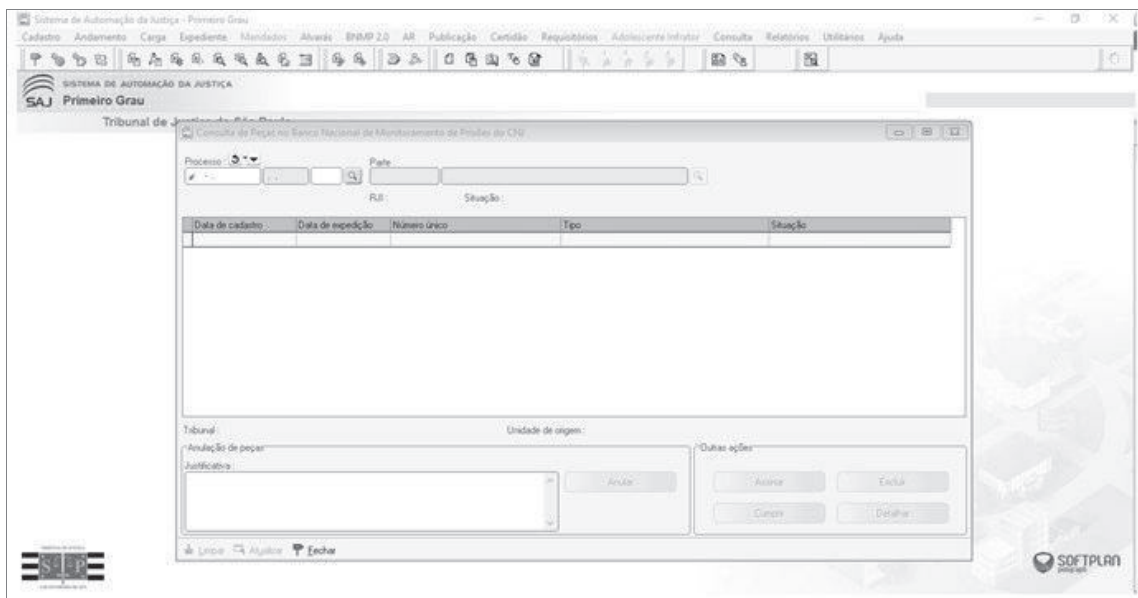 Sistema de Automação da Justiça - Primeiro Grau
Cadastro Andamento Carga Expediente Mandados Alvarás BNMP 2.0 AR Publicação Certidão Requisitórios Adolescente Infrator Consulta Relatórios Utilitários Ajuda
SISTEMA DE AUTOMAÇÃO DA JUSTIÇA
SAJ Primeiro Grau
Tribunal de Justiça de São Paulo
Consulta de Peças no Banco Nacional de Monitoramento de Prisões do CNJ
Processo Parte
RJI : Situação :
Data de cadastro Data de expedição Número único Tipo Situação
Tribunal : Unidade de origem :
Anulação de peças Outras ações
Justificativa :
Anular Assinar Excluir
Cumprir Detalhar
Limpar Atualizar Fechar
STJP
SOFTPLAN